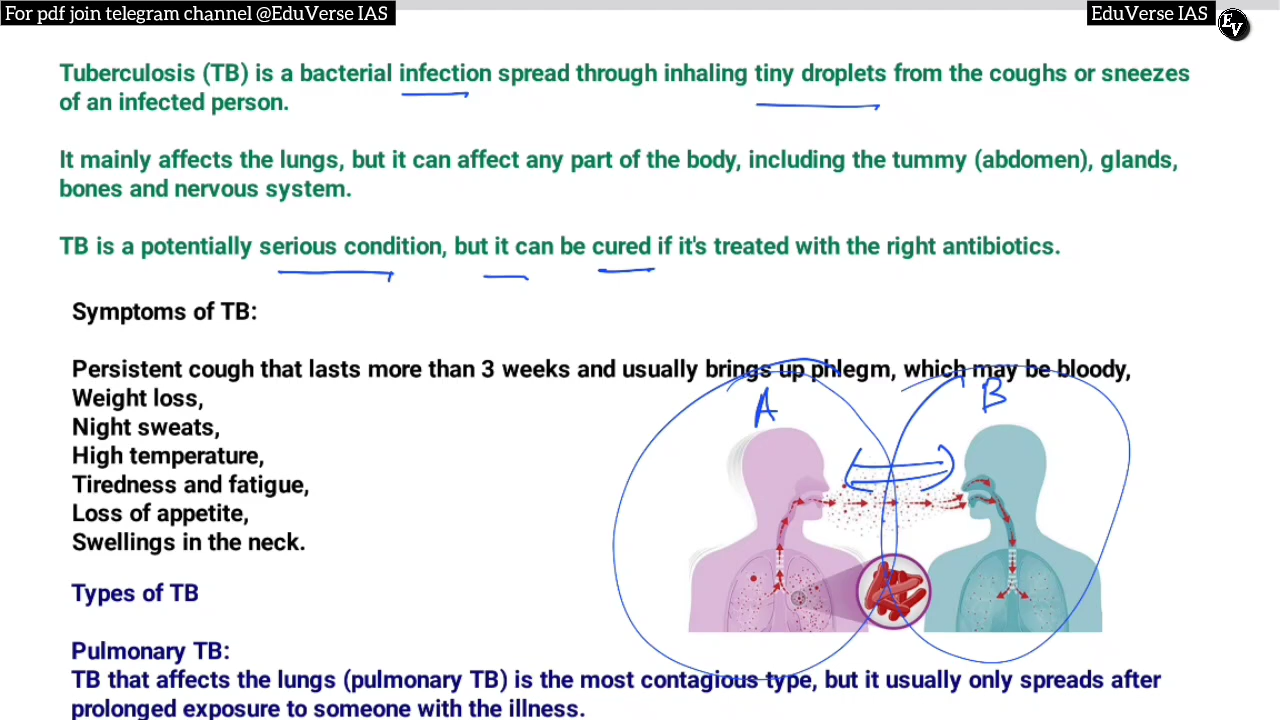 For pdf join telegram channel @EduVerse IAS
EduVerse IAS
EV
Tuberculosis (TB) is a bacterial infection spread through inhaling tiny droplets from the coughs or sneezes
of an infected person.
It mainly affects the lungs, but it can affect any part of the body, including the tummy (abdomen), glands,
bones and nervous system.
TB is a potentially serious condition, but it can be cured if it's treated with the right antibiotics.
Symptoms of TB:
Persistent cough that lasts more than 3 weeks and usually brings up phlegm, which may be bloody,
Weight loss,
Night sweats,
High temperature,
Tiredness and fatigue,
Loss of appetite,
Swellings in the neck.
A
B
Types of TB
Pulmonary TB:
TB that affects the lungs (pulmonary TB) is the most contagious type, but it usually only spreads after
prolonged exposure to someone with the illness.